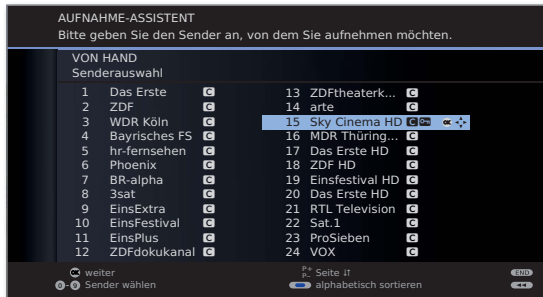 AUFNAHME-ASSISTENT
Bitte geben Sie den Sender an, von dem Sie aufnehmen möchten.
VON HAND
Senderauswahl
1 Das Erste C
2 ZDF C
3 WDR Köln C
4 Bayrisches FS C
5 hr-fernsehen C
6 Phoenix C
7 BR-alpha C
8 3sat C
9 EinsExtra C
10 EinsFestival C
11 EinsPlus C
12 ZDFdokukanal C
13 ZDFtheaterk... C
14 arte C
15 Sky Cinema HD C OK
16 MDR Thüring... C
17 Das Erste HD C
18 ZDF HD C
19 Einsfestival HD C
20 Das Erste HD C
21 RTL Television C
22 Sat.1 C
23 ProSieben C
24 VOX C
OK weiter
0-9 Sender wählen
P+ P- Seite ↓↑
alphabetisch sortieren
END